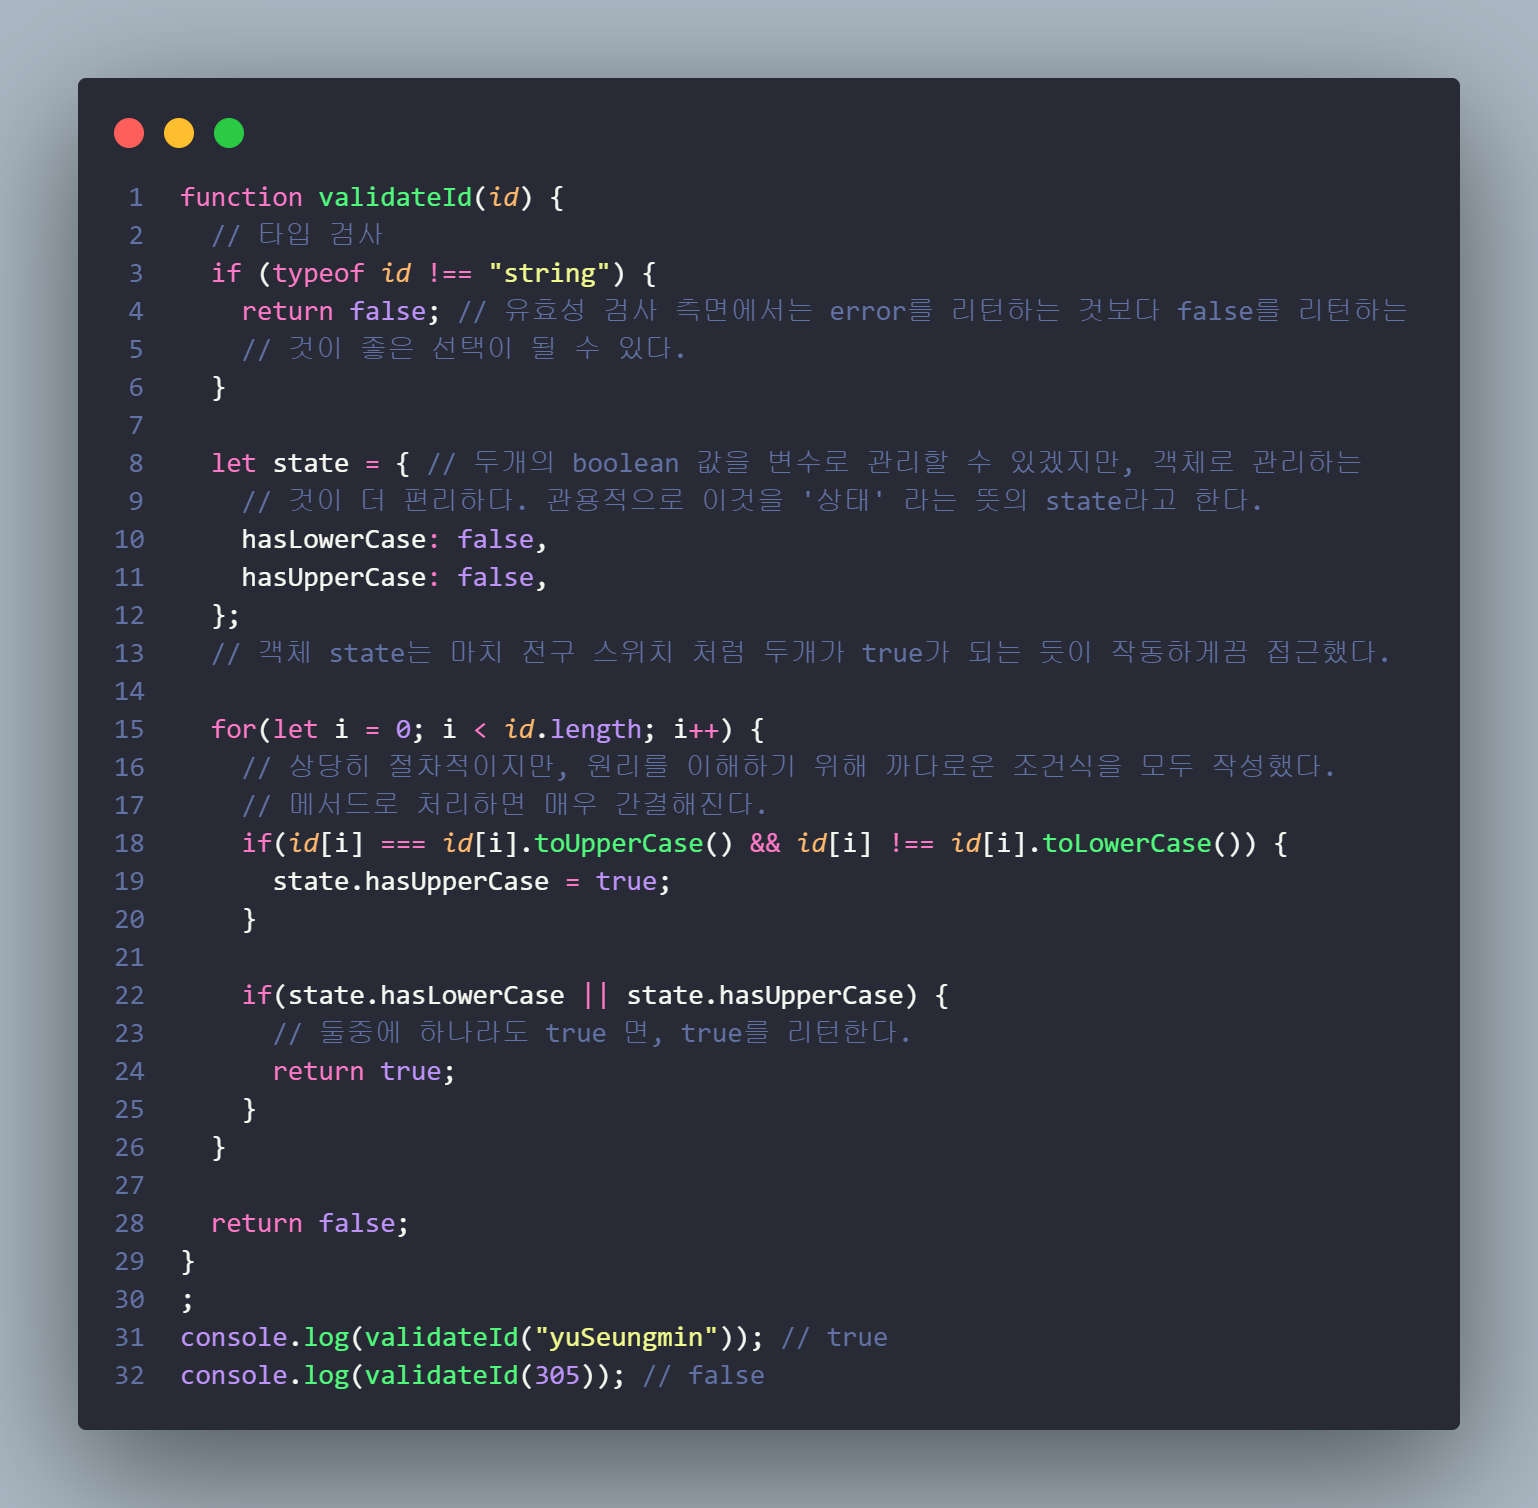 1 function validateId(id) {
2   // 타입 검사
3   if (typeof id !== "string") {
4     return false; // 유효성 검사 측면에서는 error를 리턴하는 것보다 false를 리턴하는
5     // 것이 좋은 선택이 될 수 있다.
6   }
7
8   let state = { // 두개의 boolean 값을 변수로 관리할 수 있겠지만, 객체로 관리하는
9     // 것이 더 편리하다. 관용적으로 이것을 '상태' 라는 뜻의 state라고 한다.
10     hasLowerCase: false,
11     hasUpperCase: false,
12   };
13   // 객체 state는 마치 전구 스위치 처럼 두개가 true가 되는 듯이 작동하게끔 접근했다.
14
15   for(let i = 0; i < id.length; i++) {
16     // 상당히 절차적이지만, 원리를 이해하기 위해 까다로운 조건식을 모두 작성했다.
17     // 메서드로 처리하면 매우 간결해진다.
18     if(id[i] === id[i].toUpperCase() && id[i] !== id[i].toLowerCase()) {
19       state.hasUpperCase = true;
20     }
21
22     if(state.hasLowerCase || state.hasUpperCase) {
23       // 둘중에 하나라도 true 면, true를 리턴한다.
24       return true;
25     }
26   }
27
28   return false;
29 }
30 ;
31 console.log(validateId("yuSeungmin")); // true
32 console.log(validateId(305)); // false